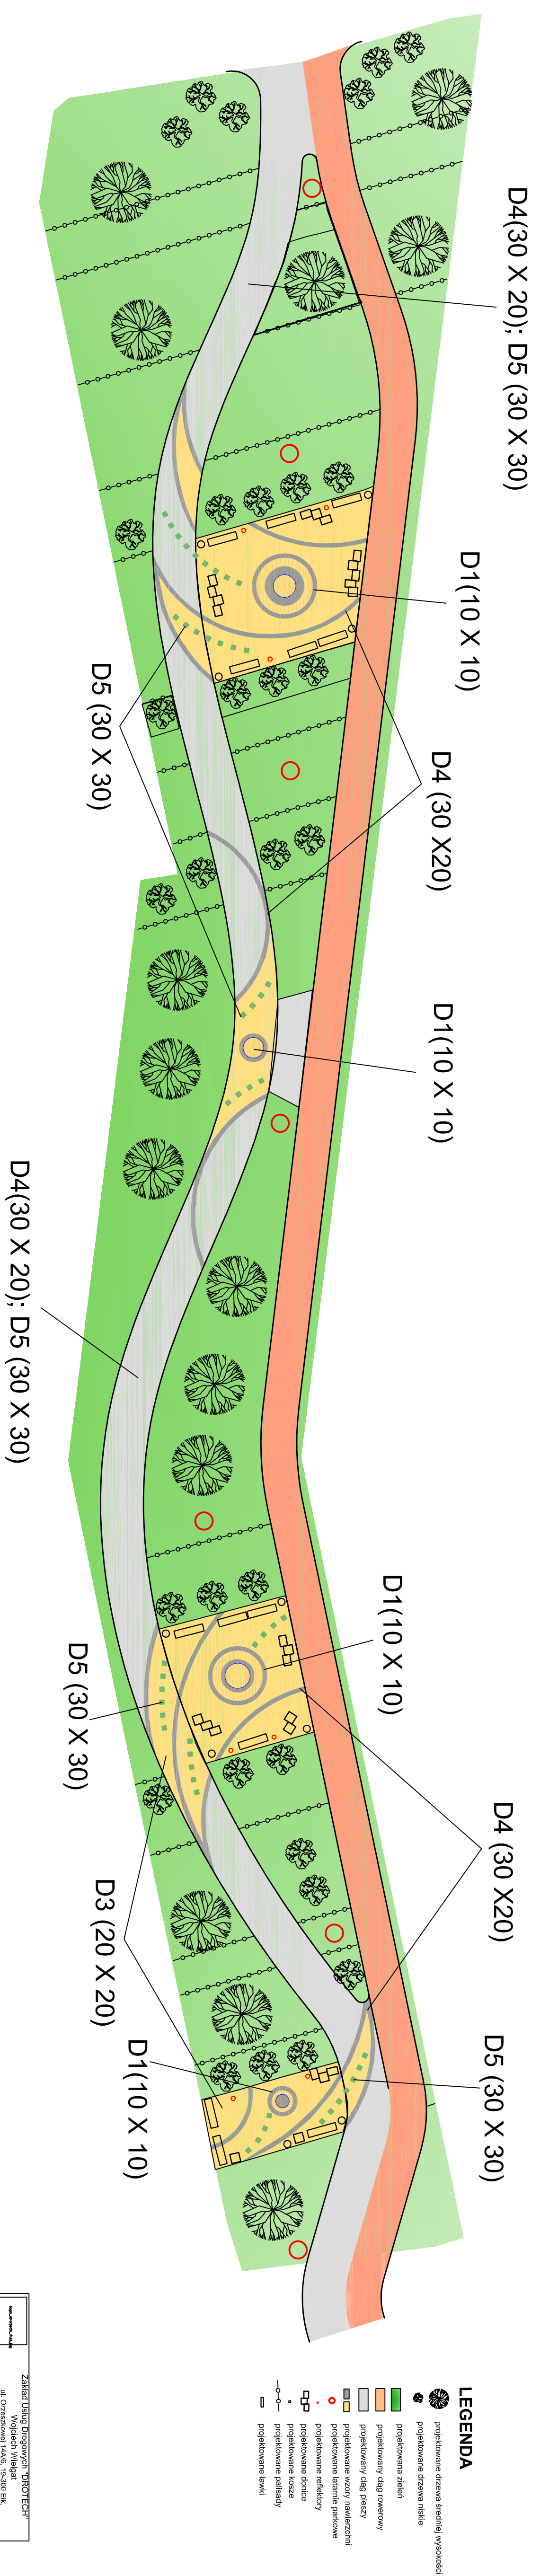 D4(30 X 20); D5 (30 X 30)
D1(10 X 10)
D4 (30 X20)
D5 (30 X 30)
D1(10 X 10)
D4(30 X 20); D5 (30 X 30)
D1(10 X 10)
D5 (30 X 30)
D4 (30 X20)
D3 (20 X 20)
D1(10 X 10)
D5 (30 X 30)
LEGENDA
projektowane drzewa średniej wysokości
projektowane drzewa niskie
projektowana zieleń
projektowany ciąg rowerowy
projektowany ciąg pieszy
projektowane wzory nawierzchni
projektowane latarnie parkowe
projektowane reflektory
projektowane donice
projektowane kosze
projektowane palisady
projektowane ławki
Zakład Usług Drogowych "DROTECH"
Wojciech Wielgat
ul. Orzeszkowej 14A/6, 19-300 Ełk,